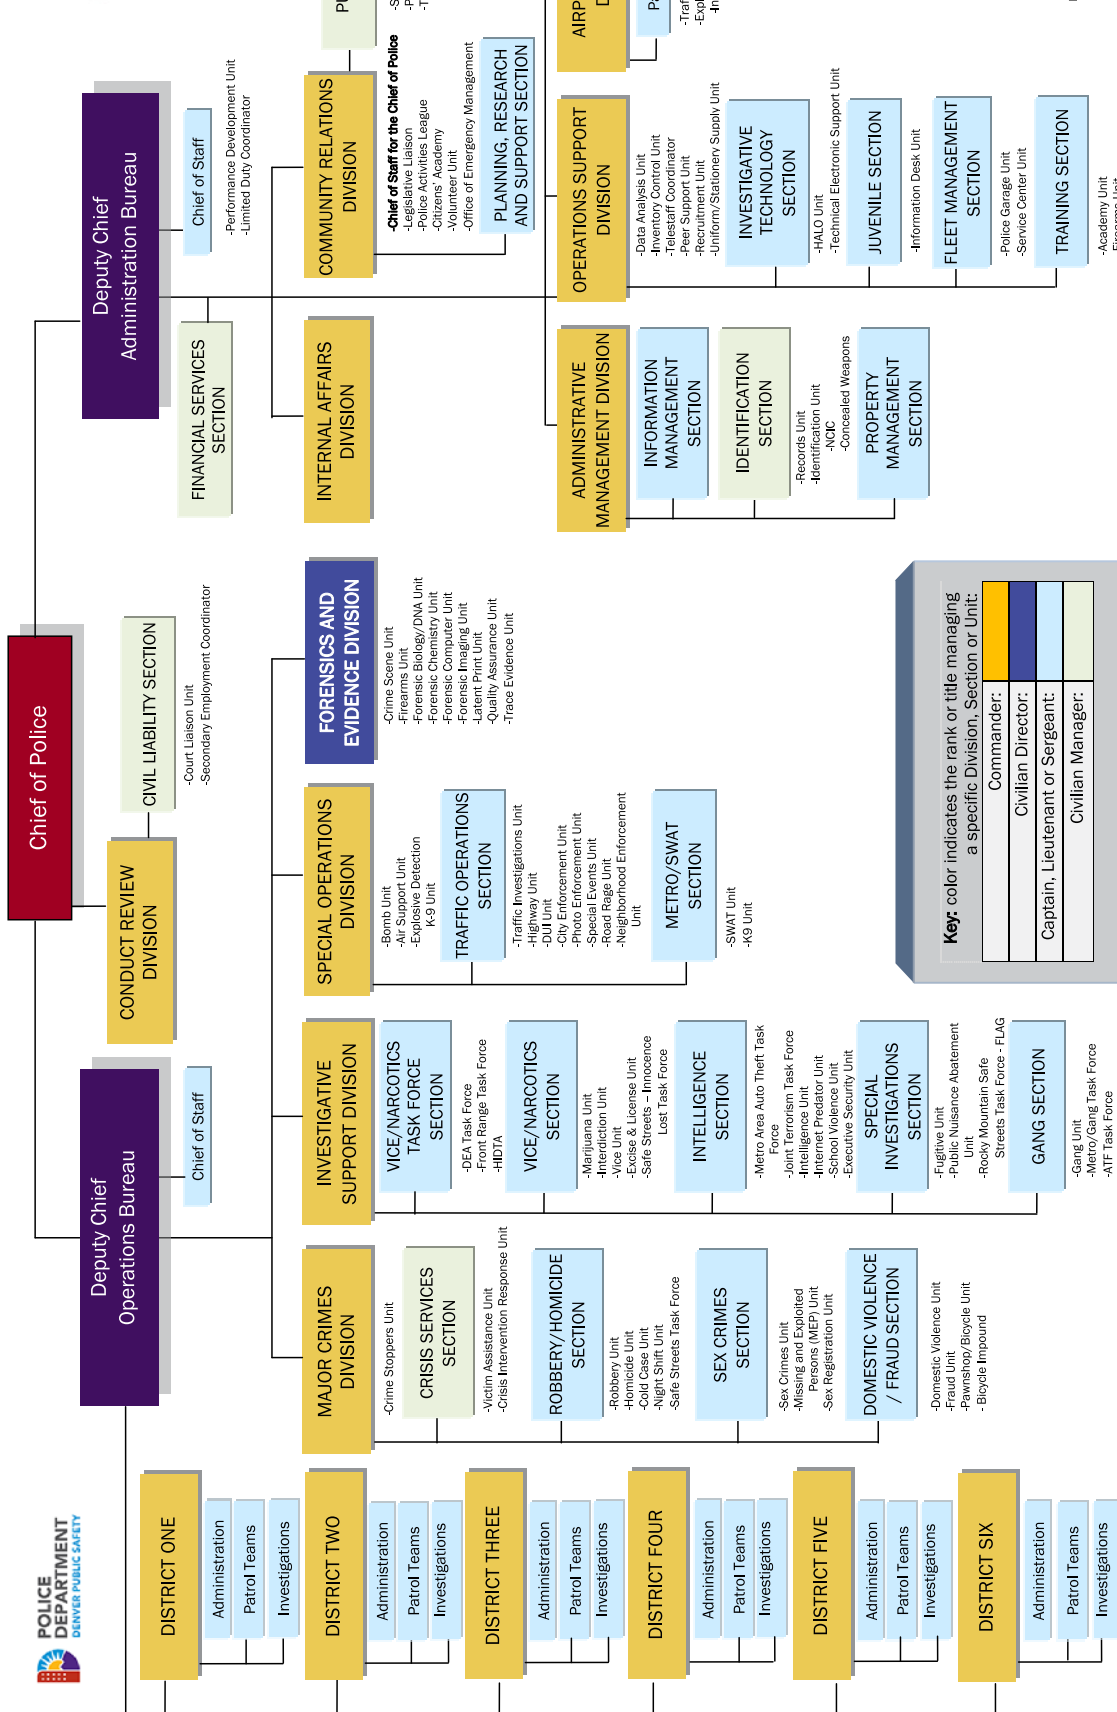 POLICE
DEPARTMENT
DENVER PUBLIC SAFETY
Chief of Police
CONDUCT REVIEW
DIVISION
CIVIL LIABILITY SECTION
-Court Liaison Unit
-Secondary Employment Coordinator
Deputy Chief
Operations Bureau
Chief of Staff
Deputy Chief
Administration Bureau
Chief of Staff
-Performance Development Unit
-Limited Duty Coordinator
FINANCIAL SERVICES
SECTION
DISTRICT ONE
Administration
Patrol Teams
Investigations
DISTRICT TWO
Administration
Patrol Teams
Investigations
DISTRICT THREE
Administration
Patrol Teams
Investigations
DISTRICT FOUR
Administration
Patrol Teams
Investigations
DISTRICT FIVE
Administration
Patrol Teams
Investigations
DISTRICT SIX
Administration
Patrol Teams
Investigations
MAJOR CRIMES
DIVISION
-Crime Stoppers Unit
CRISIS SERVICES
SECTION
-Victim Assistance Unit
-Crisis Intervention Response Unit
ROBBERY/HOMICIDE
SECTION
-Robbery Unit
-Homicide Unit
-Cold Case Unit
-Night Shift Unit
-Safe Streets Task Force
SEX CRIMES
SECTION
-Sex Crimes Unit
-Missing and Exploited
Persons (MEP) Unit
-Sex Registration Unit
DOMESTIC VIOLENCE
/ FRAUD SECTION
-Domestic Violence Unit
-Fraud Unit
-Pawnshop/Bicycle Unit
- Bicycle Impound
INVESTIGATIVE
SUPPORT DIVISION
VICE/NARCOTICS
TASK FORCE
SECTION
-DEA Task Force
-Front Range Task Force
-HIDTA
VICE/NARCOTICS
SECTION
-Marijuana Unit
-Interdiction Unit
-Vice Unit
-Excise & License Unit
-Safe Streets – Innocence
Lost Task Force
INTELLIGENCE
SECTION
-Metro Area Auto Theft Task
Force
-Joint Terrorism Task Force
-Intelligence Unit
-Internet Predator Unit
-School Violence Unit
-Executive Security Unit
SPECIAL
INVESTIGATIONS
SECTION
-Fugitive Unit
-Public Nuisance Abatement
Unit
-Rocky Mountain Safe
Streets Task Force - FLAG
GANG SECTION
-Gang Unit
-Metro/Gang Task Force
-ATF Task Force
SPECIAL OPERATIONS
DIVISION
-Bomb Unit
-Air Support Unit
-Explosive Detection
K-9 Unit
TRAFFIC OPERATIONS
SECTION
-Traffic Investigations Unit
-Highway Unit
-DUI Unit
-City Enforcement Unit
-Photo Enforcement Unit
-Special Events Unit
-Road Rage Unit
-Neighborhood Enforcement
Unit
METRO/SWAT
SECTION
-SWAT Unit
-K9 Unit
FORENSICS AND
EVIDENCE DIVISION
-Crime Scene Unit
-Firearms Unit
-Forensic Biology/DNA Unit
-Forensic Chemistry Unit
-Forensic Computer Unit
-Forensic Imaging Unit
-Latent Print Unit
-Quality Assurance Unit
-Trace Evidence Unit
INTERNAL AFFAIRS
DIVISION
COMMUNITY RELATIONS
DIVISION
-Chief of Staff for the Chief of Police
-Legislative Liaison
-Police Activities League
-Citizens' Academy
-Volunteer Unit
-Office of Emergency Management
PLANNING, RESEARCH
AND SUPPORT SECTION
ADMINISTRATIVE
MANAGEMENT DIVISION
INFORMATION
MANAGEMENT
SECTION
IDENTIFICATION
SECTION
-Records Unit
-Identification Unit
-NCIC
-Concealed Weapons
PROPERTY
MANAGEMENT
SECTION
OPERATIONS SUPPORT
DIVISION
-Data Analysis Unit
-Inventory Control Unit
-Telestaff Coordinator
-Peer Support Unit
-Recruitment Unit
-Uniform/Stationery Supply Unit
INVESTIGATIVE
TECHNOLOGY
SECTION
-HALO Unit
-Technical Electronic Support Unit
JUVENILE SECTION
-Information Desk Unit
FLEET MANAGEMENT
SECTION
-Police Garage Unit
-Service Center Unit
TRAINING SECTION
-Academy Unit
Key: color indicates the rank or title managing
a specific Division, Section or Unit:
Commander:
Civilian Director:
Captain, Lieutenant or Sergeant:
Civilian Manager: